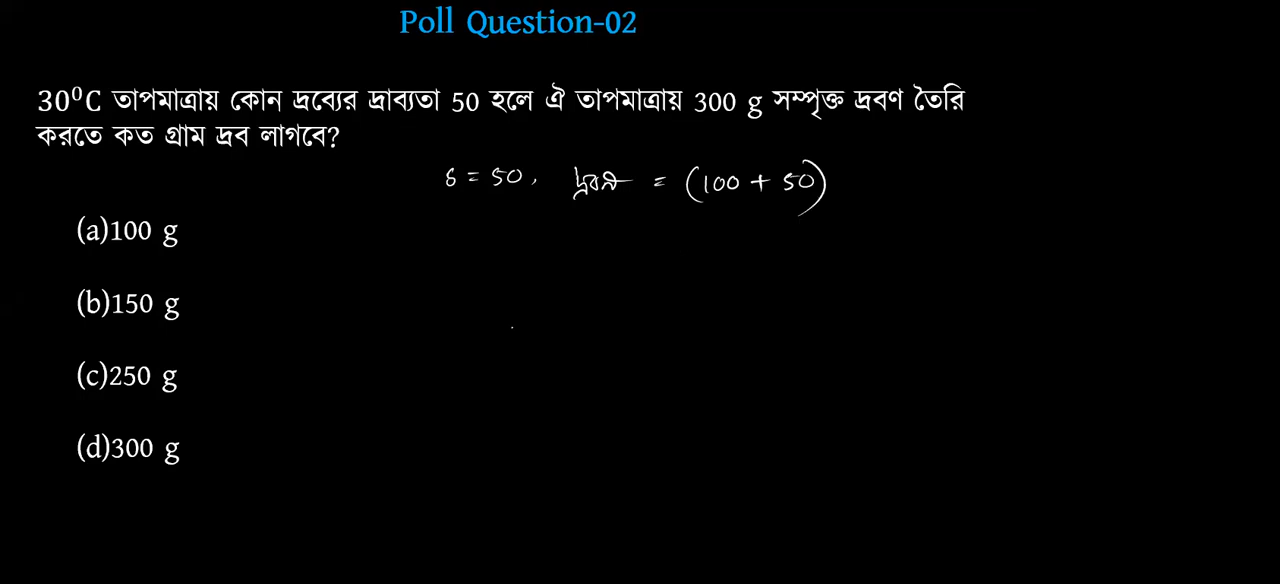 Poll Question-02
30⁰C তাপমাত্রায় কোন দ্রব্যের দ্রাব্যতা 50 হলে ঐ তাপমাত্রায় 300 g সম্পৃক্ত দ্রবণ তৈরি
করতে কত গ্রাম দ্রব লাগবে?
s = 50, দ্রবন = (100 + 50)
(a)100 g
(b)150 g
(c)250 g
(d)300 g